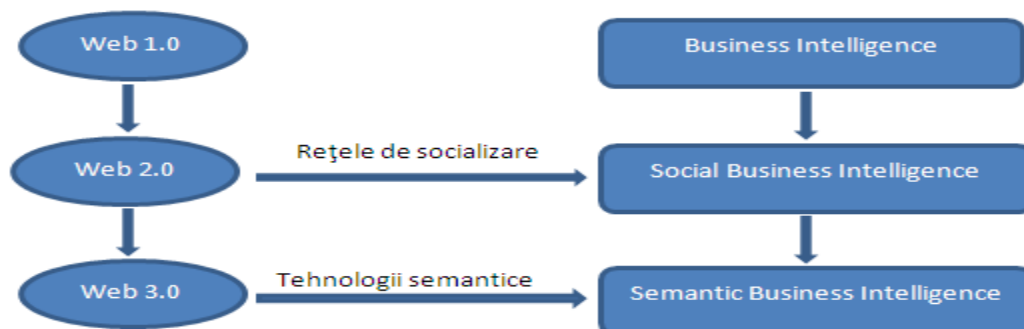 Web 1.0
Business Intelligence
Web 2.0
Reţele de socializare
Social Business Intelligence
Web 3.0
Tehnologii semantice
Semantic Business Intelligence